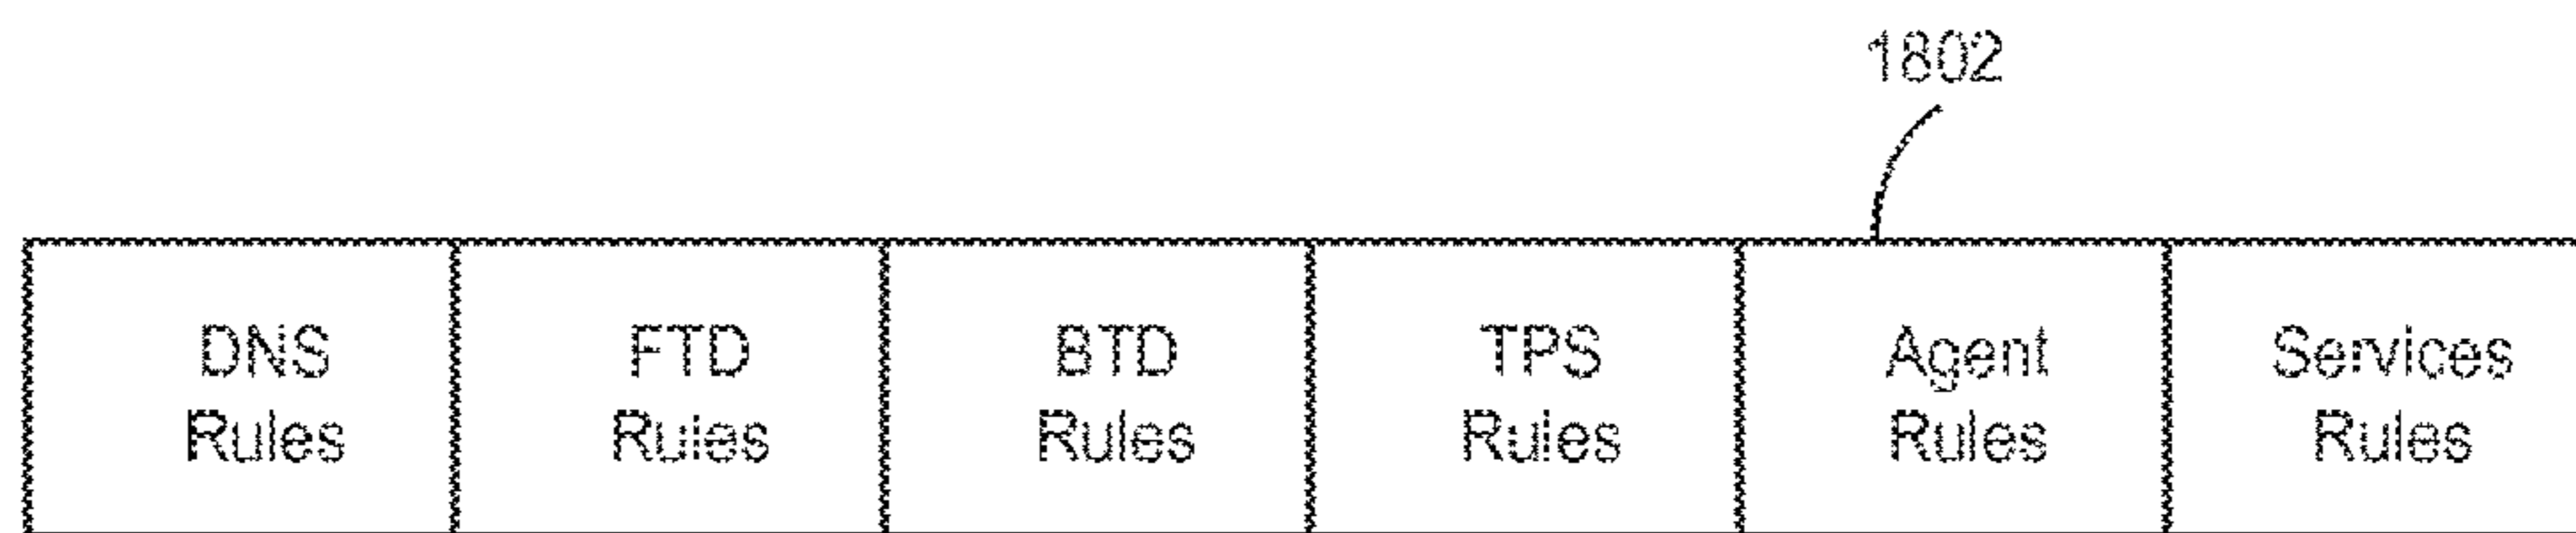 1802
DNS Rules
FTD Rules
BTD Rules
TPS Rules
Agent Rules
Services Rules